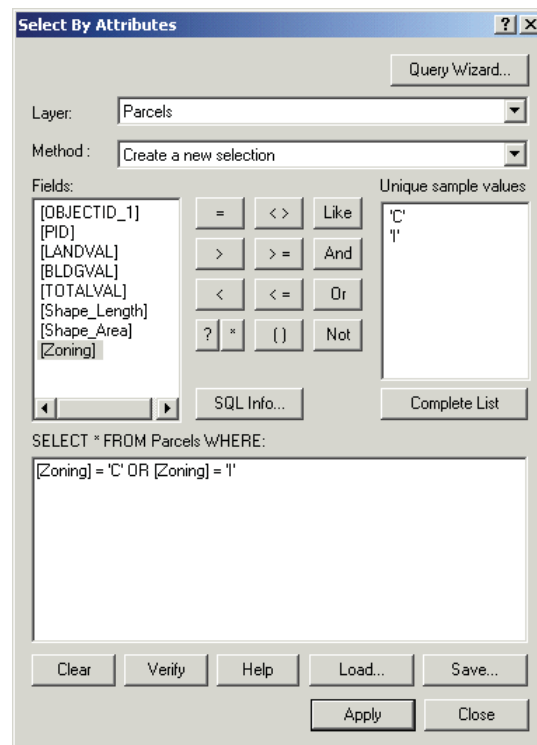 Select By Attributes
Query Wizard...
Layer: Parcels
Method : Create a new selection
Fields:
[OBJECTID_1]
[PID]
[LANDVAL]
[BLDGVAL]
[TOTALVAL]
[Shape_Length]
[Shape_Area]
[Zoning]
= < > Like
> > = And
< < = Or
? * ( ) Not
SQL Info...
Unique sample values
'C'
'I'
Complete List
SELECT * FROM Parcels WHERE:
[Zoning] = 'C' OR [Zoning] = 'I'
Clear Verify Help Load... Save...
Apply Close